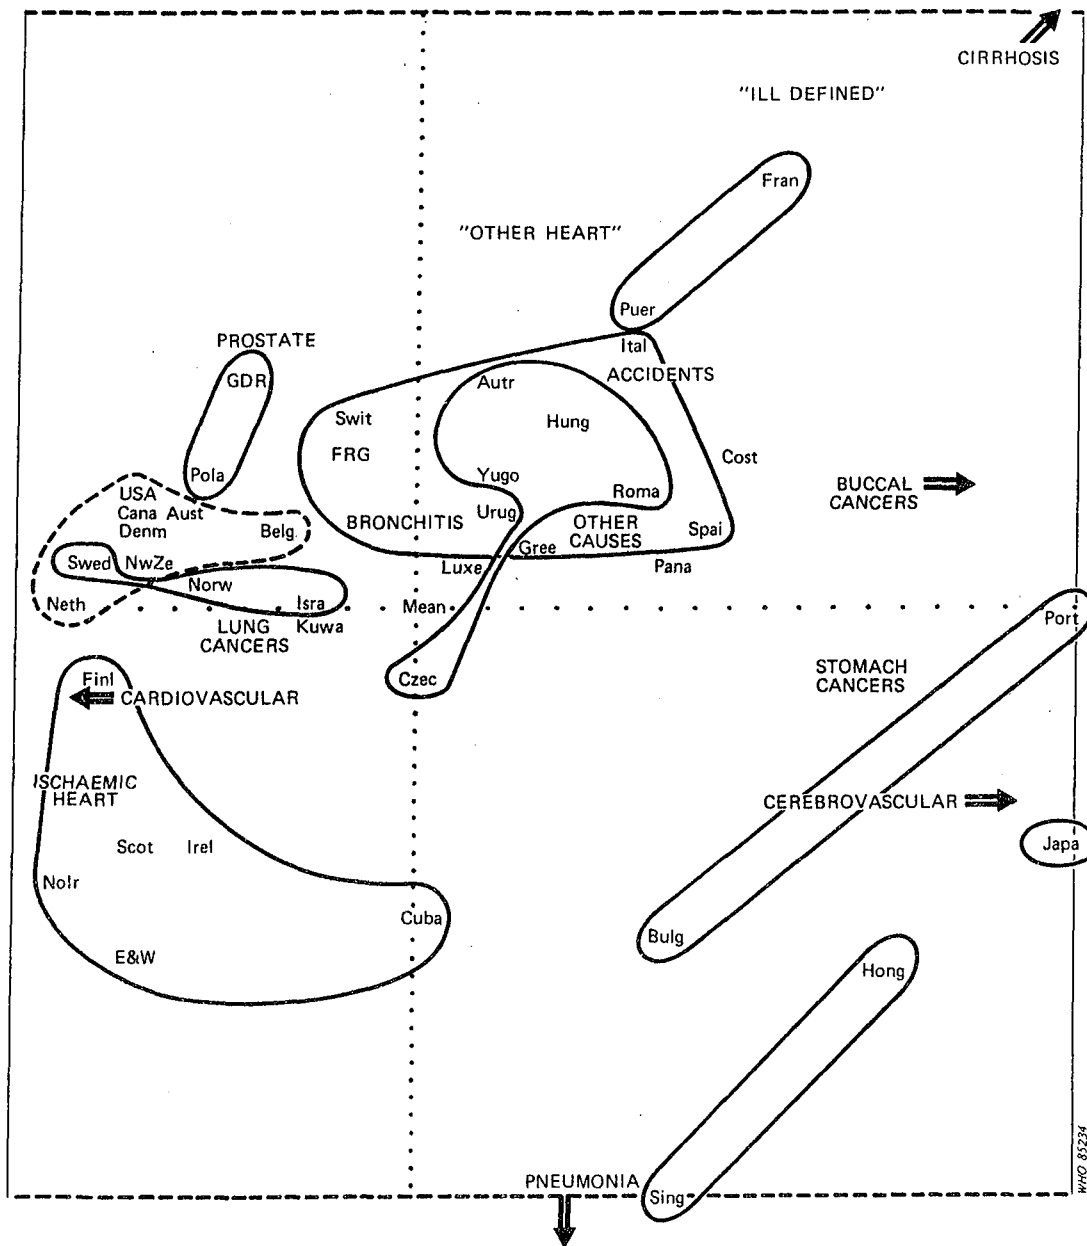 CIRRHOSIS
"ILL DEFINED"
Fran
"OTHER HEART"
Puer
PROSTATE
Ital
GDR
Autr
ACCIDENTS
Swit
Hung
FRG
Cost
Pola
Yugo
BUCCAL
CANCERS
USA
Roma
Cana Aust
Urug
Denm
Belg.
BRONCHITIS
OTHER
CAUSES
Spai
Gree
Swed
NwZe
Luxe
Pana
Norw
Neth
Isra
Mean
Kuwa
LUNG
CANCERS
Port
Finl
Czec
STOMACH
CANCERS
CARDIOVASCULAR
ISCHAEMIC
HEART
CEREBROVASCULAR
Scot
Irel
Japa
NoIr
Cuba
Bulg
E&W
Hong
PNEUMONIA
Sing
WHO 85234